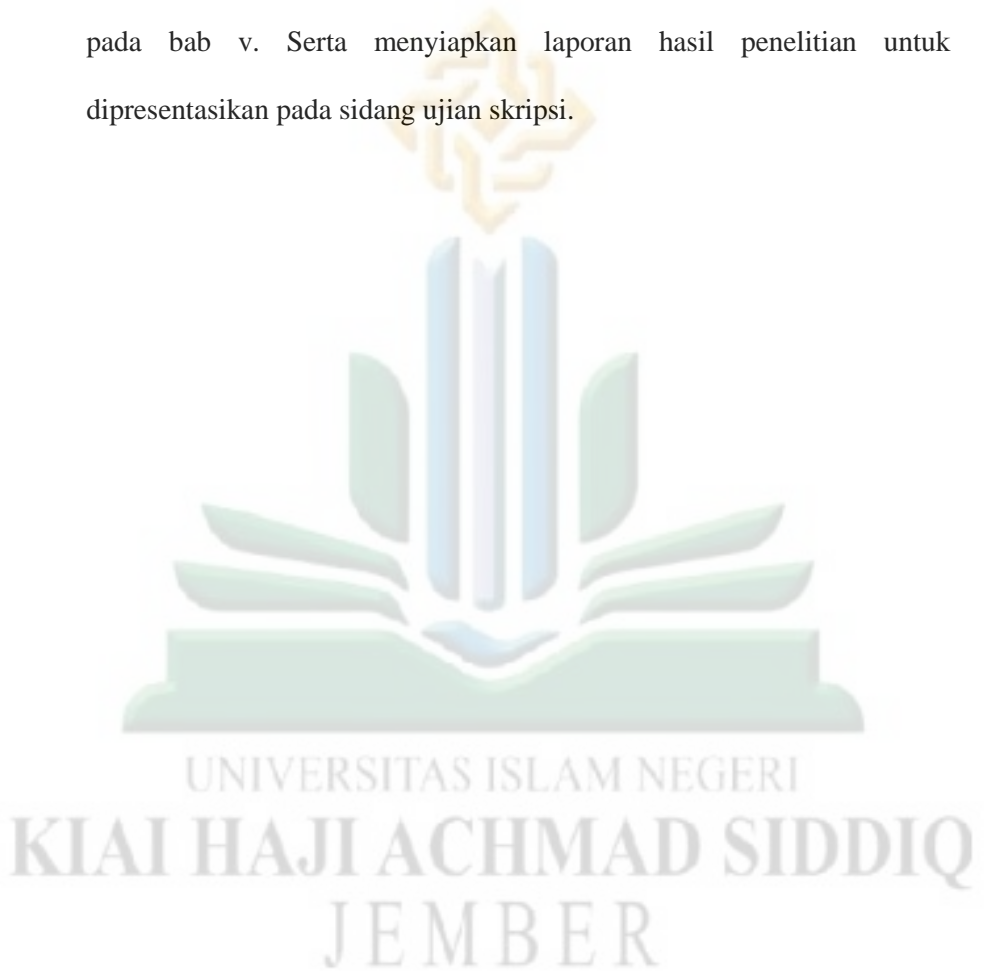 pada bab v. Serta menyiapkan laporan hasil penelitian untuk
dipresentasikan pada sidang ujian skripsi.
UNIVERSITAS ISLAM NEGERI
KIAI HAJI ACHMAD SIDDIQ
JEMBER